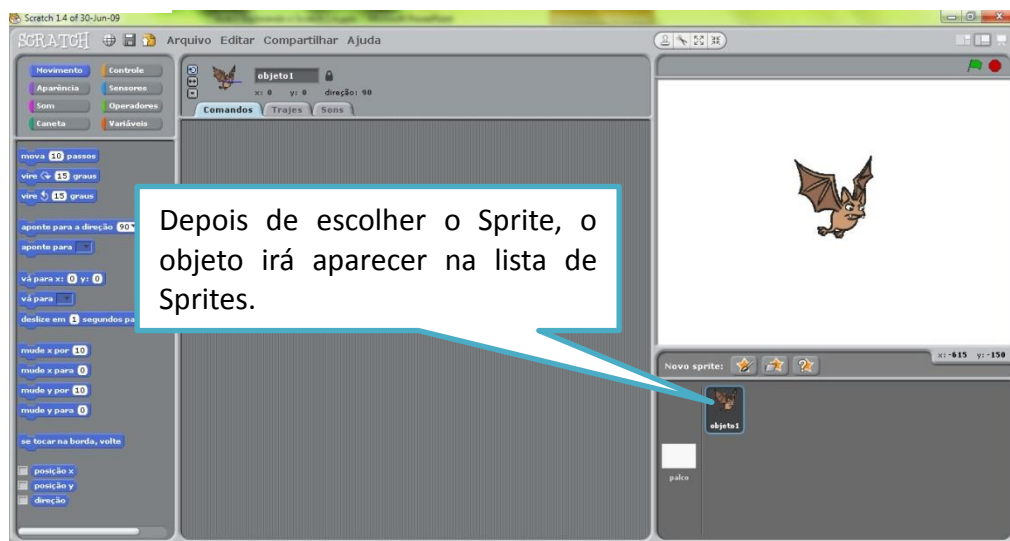 Scratch 1.4 of 30-Jun-09
SCRATCH Arquivo Editar Compartilhar Ajuda
Movimento Controle
Aparência Sensores
Som Operadores
Caneta Variáveis
objeto1
x: 0 y: 0 direção: 90
Comandos Trajes Sons
mova 10 passos
vire 15 graus
vire 15 graus
aponte para a direção 90
aponte para
vá para x: 0 y: 0
vá para
deslize em 1 segundos pa
mude x por 10
mude x para 0
mude y por 10
mude y para 0
se tocar na borda, volte
posição x
posição y
direção
Depois de escolher o Sprite, o
objeto irá aparecer na lista de
Sprites.
x: -615 y: -150
Novo sprite:
objeto1
palco